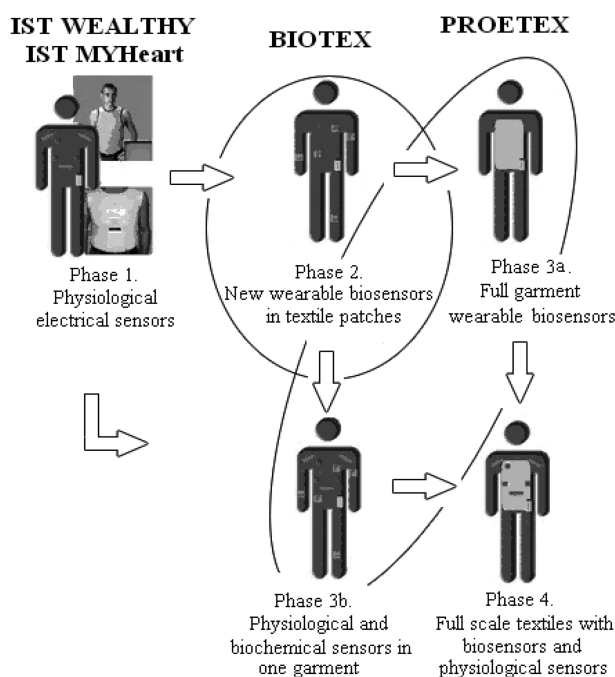 IST WEALTHY
IST MYHeart
BIOTEX
PROETEX
Phase 1.
Physiological
electrical sensors
Phase 2.
New wearable biosensors
in textile patches
Phase 3a.
Full garment
wearable biosensors
Phase 3b.
Physiological and
biochemical sensors in
one garment
Phase 4.
Full scale textiles with
biosensors and
physiological sensors